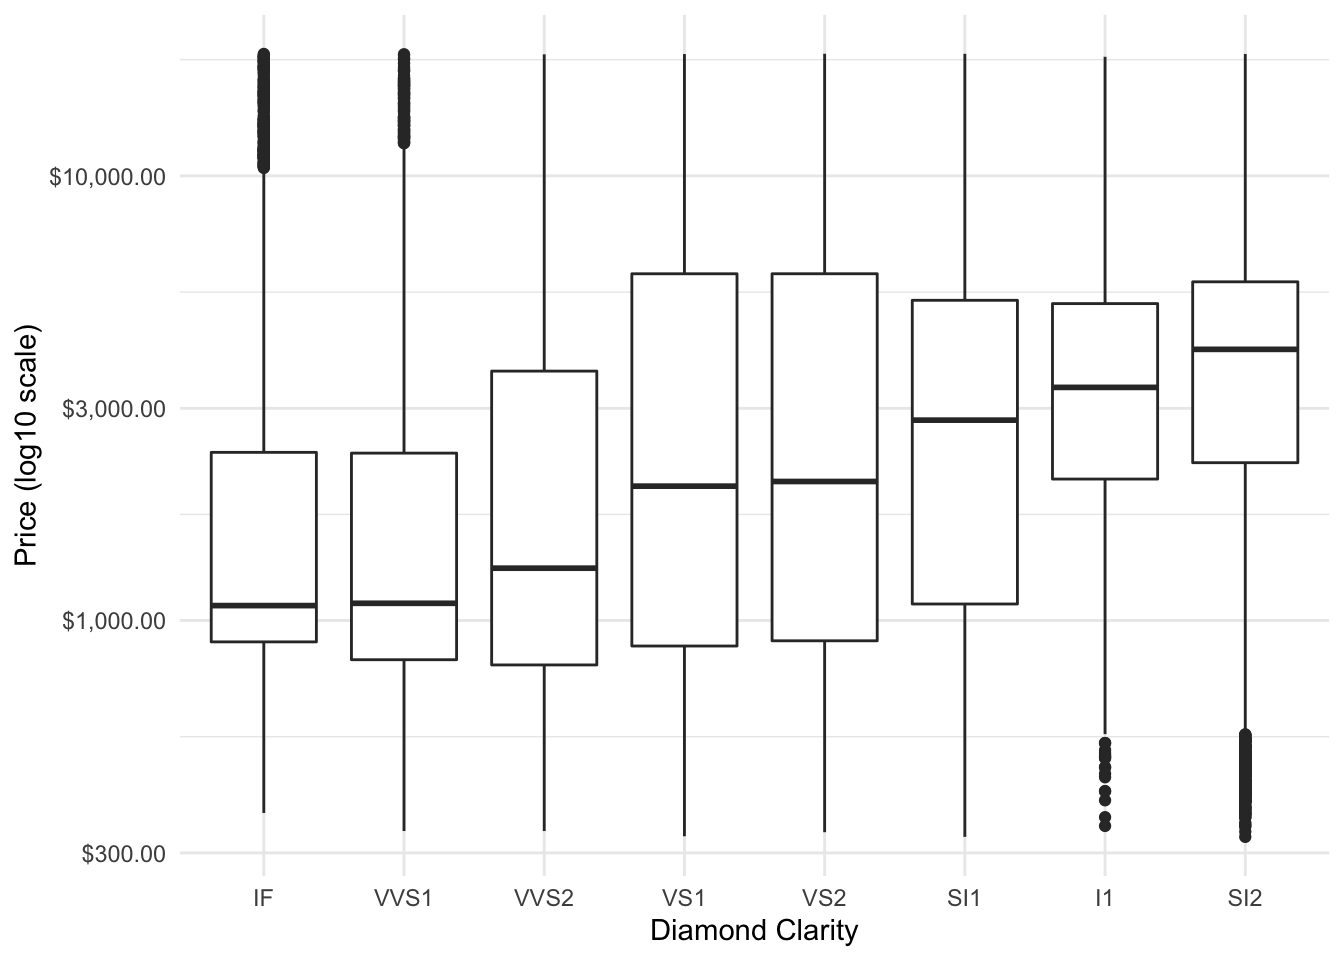 $10,000.00
$3,000.00
$1,000.00
$300.00
Price (log10 scale)
IF VVS1 VVS2 VS1 VS2 SI1 I1 SI2
Diamond Clarity